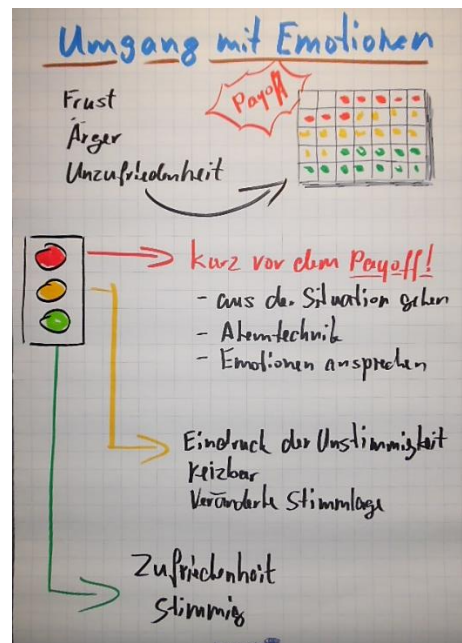 Umgang mit Emotionen
Payoff
Frust
Ärger
Unzufriedenheit
kurz vor dem Payoff!
- aus der Situation gehen
- Atemtechnik
- Emotionen ansprechen
Eindruck der Unstimmigkeit
reizbar
Veränderte Stimmlage
Zufriedenheit
Stimmig